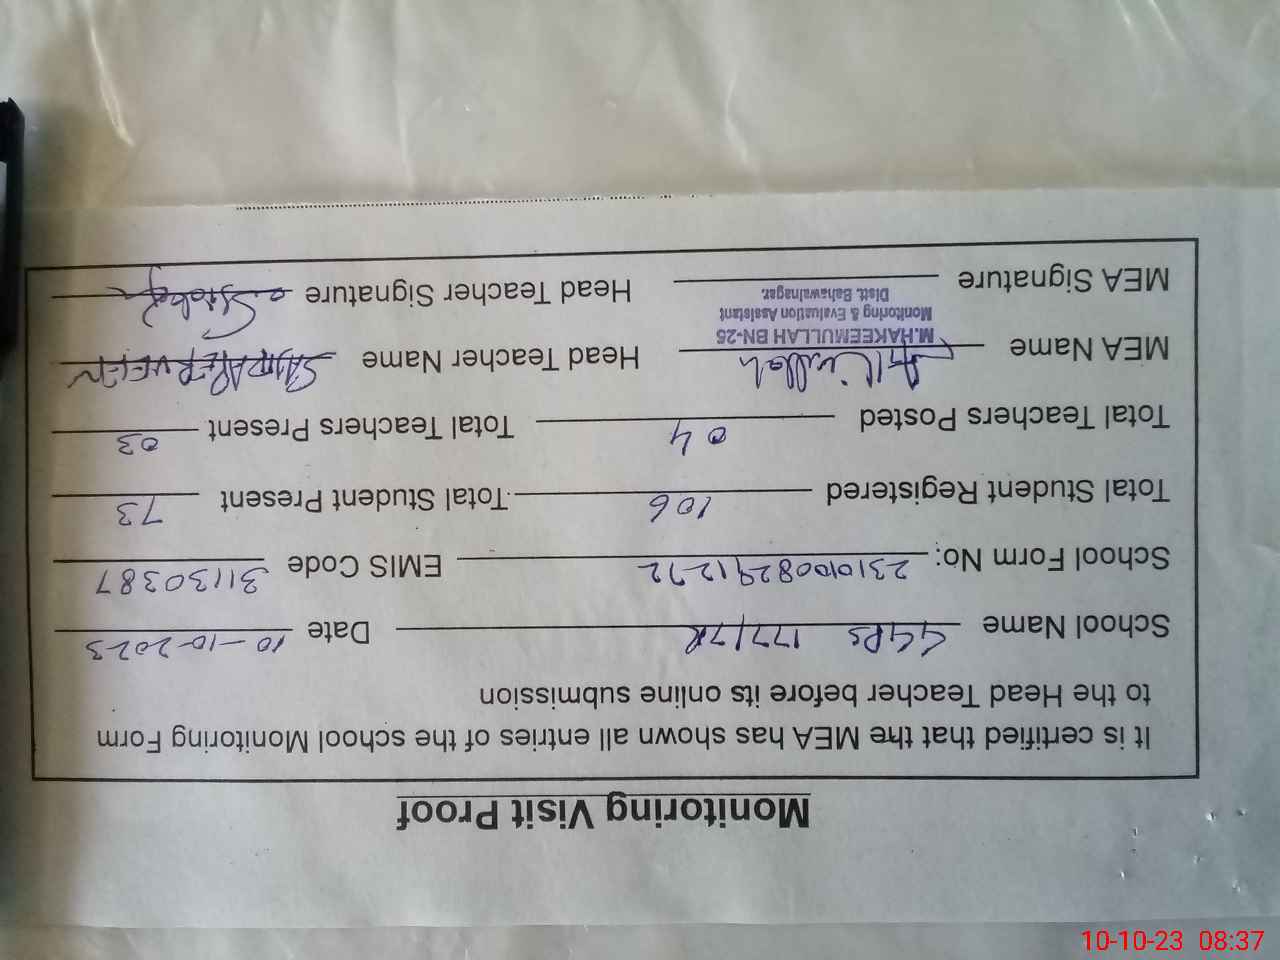 Monitoring Visit Proof
It is certified that the MEA has shown all entries of the school Monitoring Form
to the Head Teacher before its online submission
School Name GGPS 177/7R Date 10-10-2023
School Form No: EMIS Code 31130387
Total Student Registered 106 Total Student Present 73
Total Teachers Posted 04 Total Teachers Present 03
MEA Name Head Teacher Name SAIRA PERVEEN
M.HAKEEMULLAH BN-25
Monitoring & Evaluation Assistant
Distt. Bahawalnagar.
MEA Signature Head Teacher Signature
10-10-23 08:37